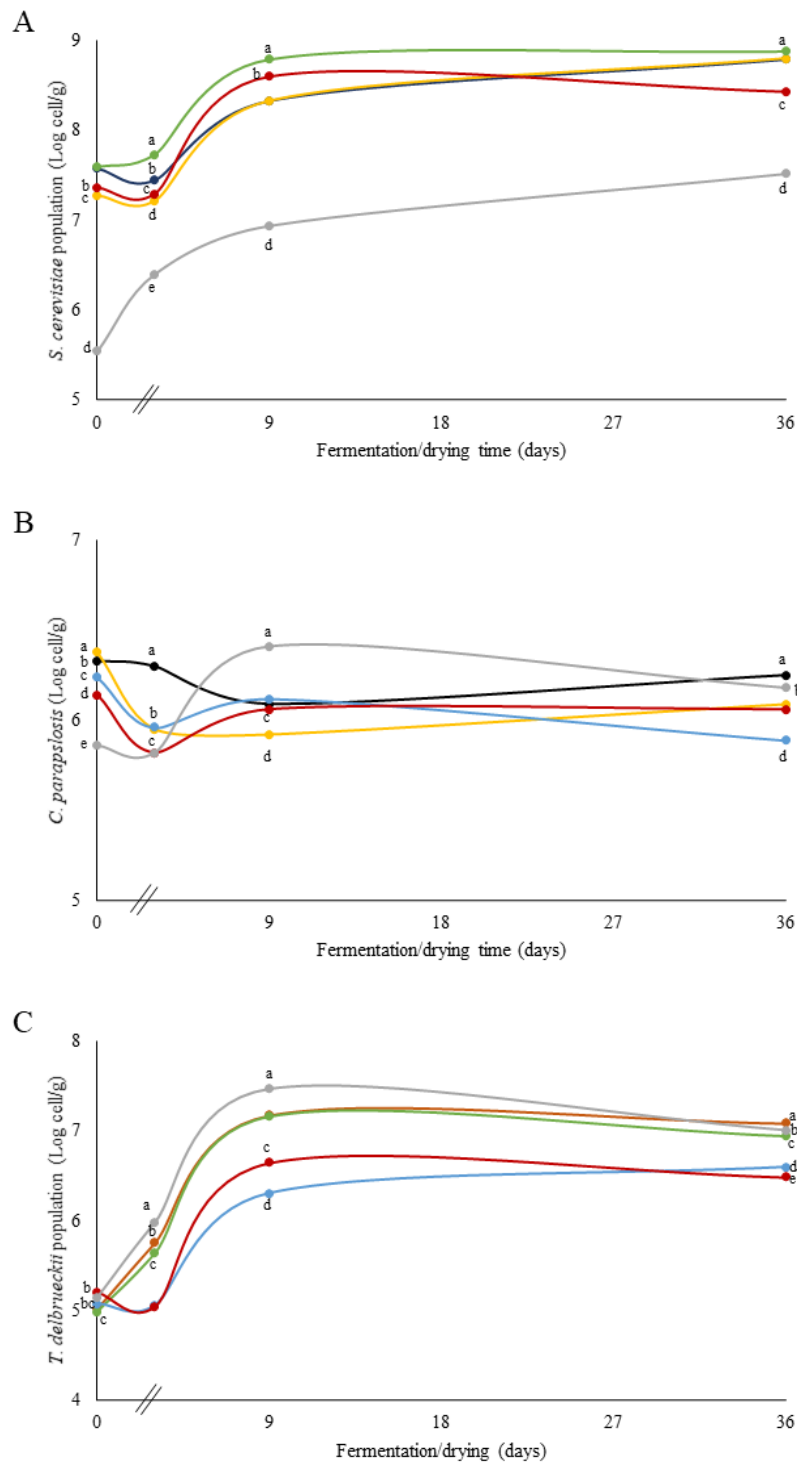 A
9
8
7
6
5
S. cerevisiae population (Log cell/g)
a
a
b
c
a
b
b
c
c
d
d
d
e
d
0
9
18
27
36
Fermentation/drying time (days)
B
7
6
5
C. parapslosis (Log cell/g)
a
b
c
d
e
a
b
c
a
c
d
a
d
0
9
18
27
36
Fermentation/drying time (days)
C
8
7
6
5
4
T. delbrueckii population (Log cell/g)
a
a
b
c
c
d
e
d
a
b
c
b
bc
c
0
9
18
27
36
Fermentation/drying (days)